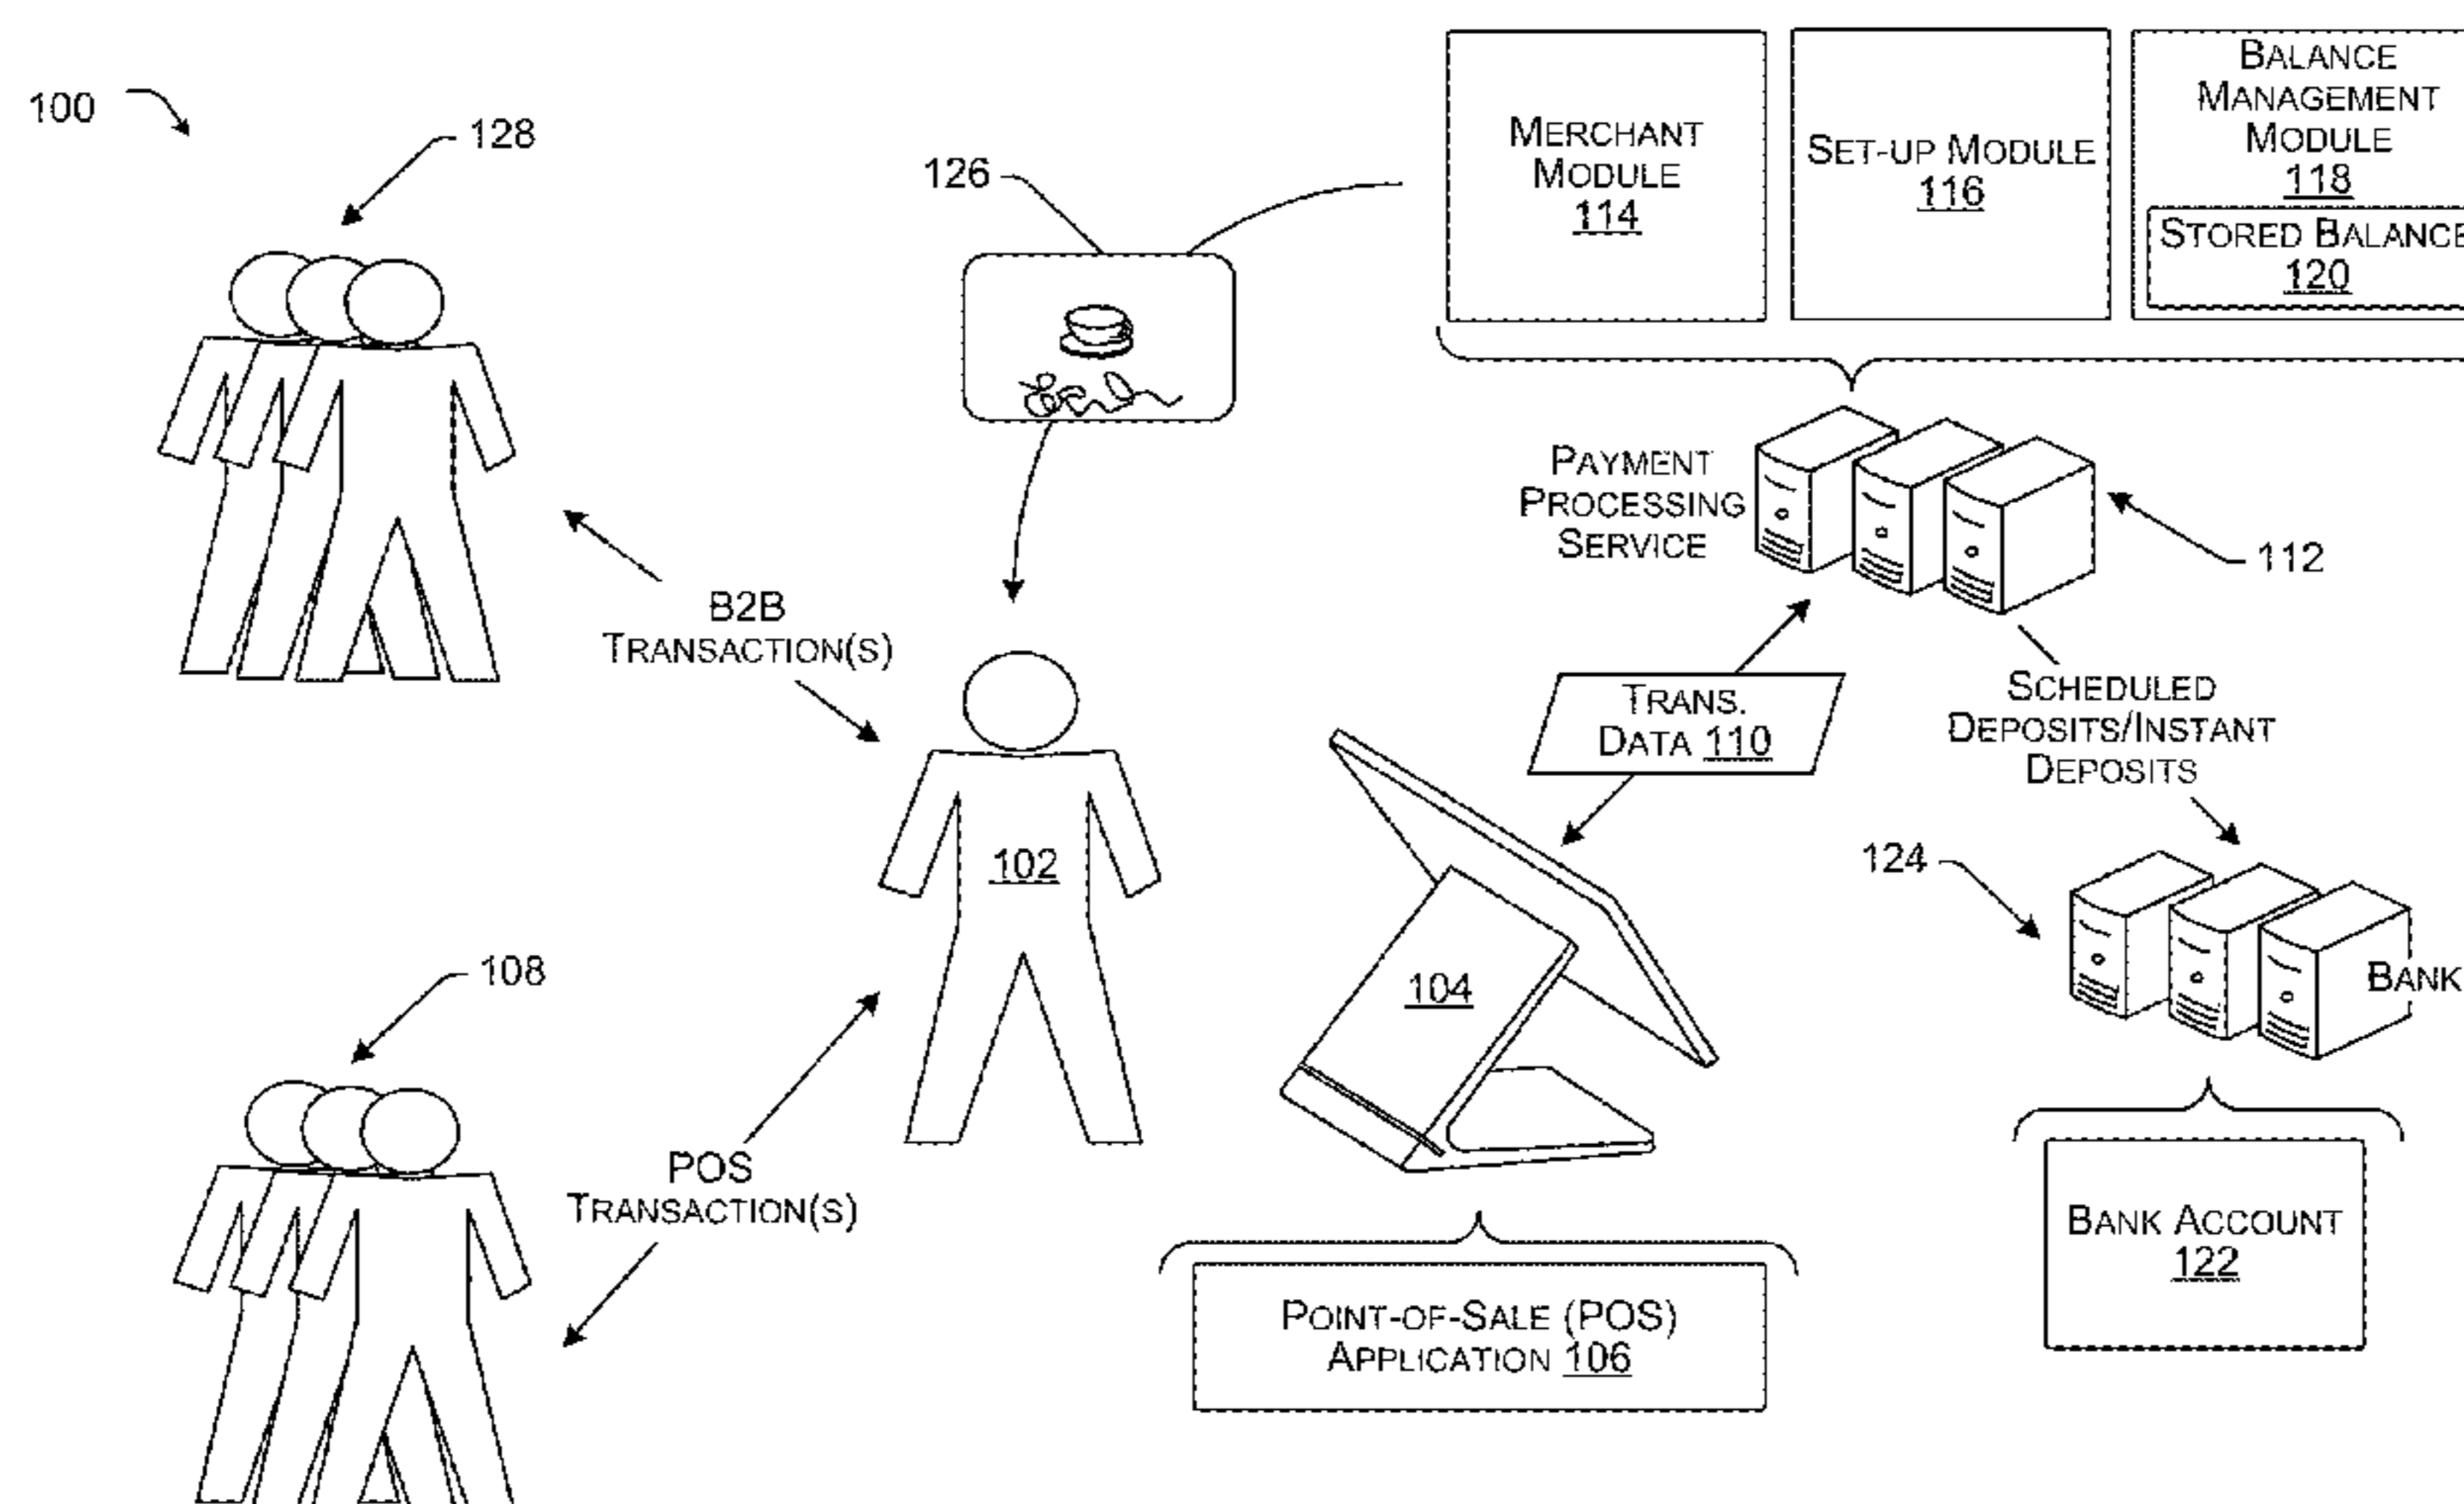 100
128
126
MERCHANT
MODULE
114
SET-UP MODULE
116
BALANCE
MANAGEMENT
MODULE
118
STORED BALANCE
120
PAYMENT
PROCESSING
SERVICE
112
B2B
TRANSACTION(S)
TRANS.
DATA 110
SCHEDULED
DEPOSITS/INSTANT
DEPOSITS
102
124
104
BANK
108
POS
TRANSACTION(S)
BANK ACCOUNT
122
POINT-OF-SALE (POS)
APPLICATION 106